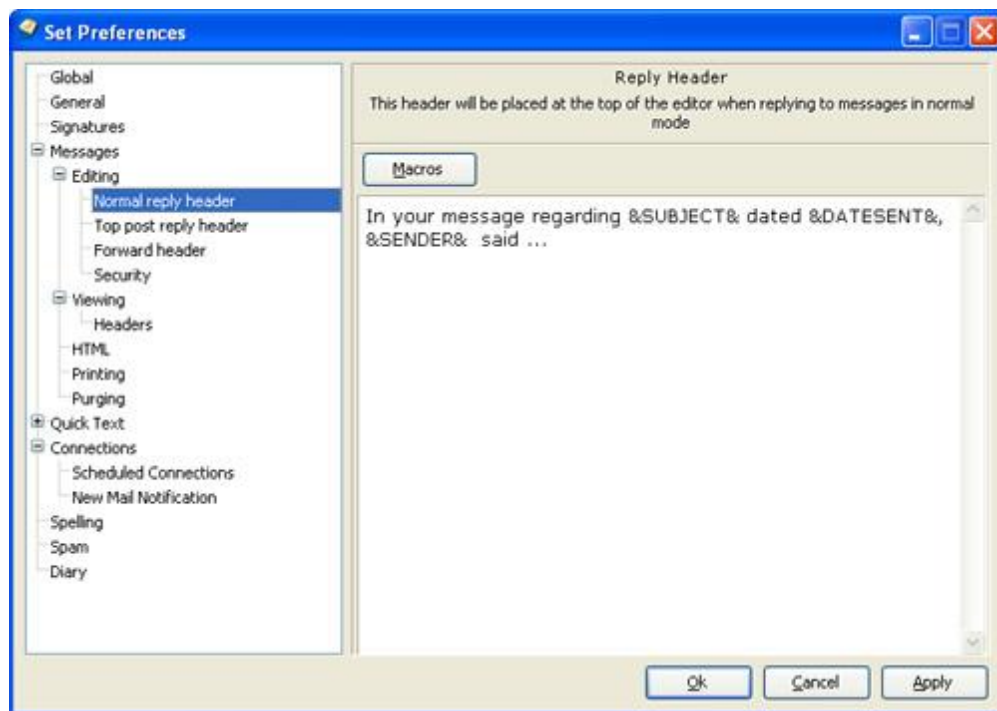 Set Preferences
Global
General
Signatures
Messages
Editing
Normal reply header
Top post reply header
Forward header
Security
Viewing
Headers
HTML
Printing
Purging
Quick Text
Connections
Scheduled Connections
New Mail Notification
Spelling
Spam
Diary
Reply Header
This header will be placed at the top of the editor when replying to messages in normal
mode
Macros
In your message regarding &SUBJECT& dated &DATESENT&,
&SENDER&  said ...
Ok
Cancel
Apply